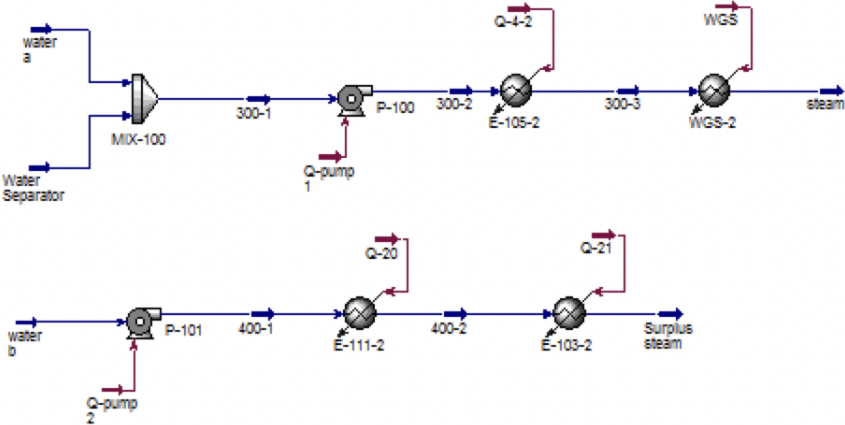 Q-4-2
WGS
water
a
300-1
P-100
300-2
300-3
steam
E-105-2
WGS-2
MIX-100
Q-pump
1
Water
Separator
Q-20
Q-21
water
b
P-101
400-1
400-2
Surplus
steam
E-111-2
E-103-2
Q-pump
2